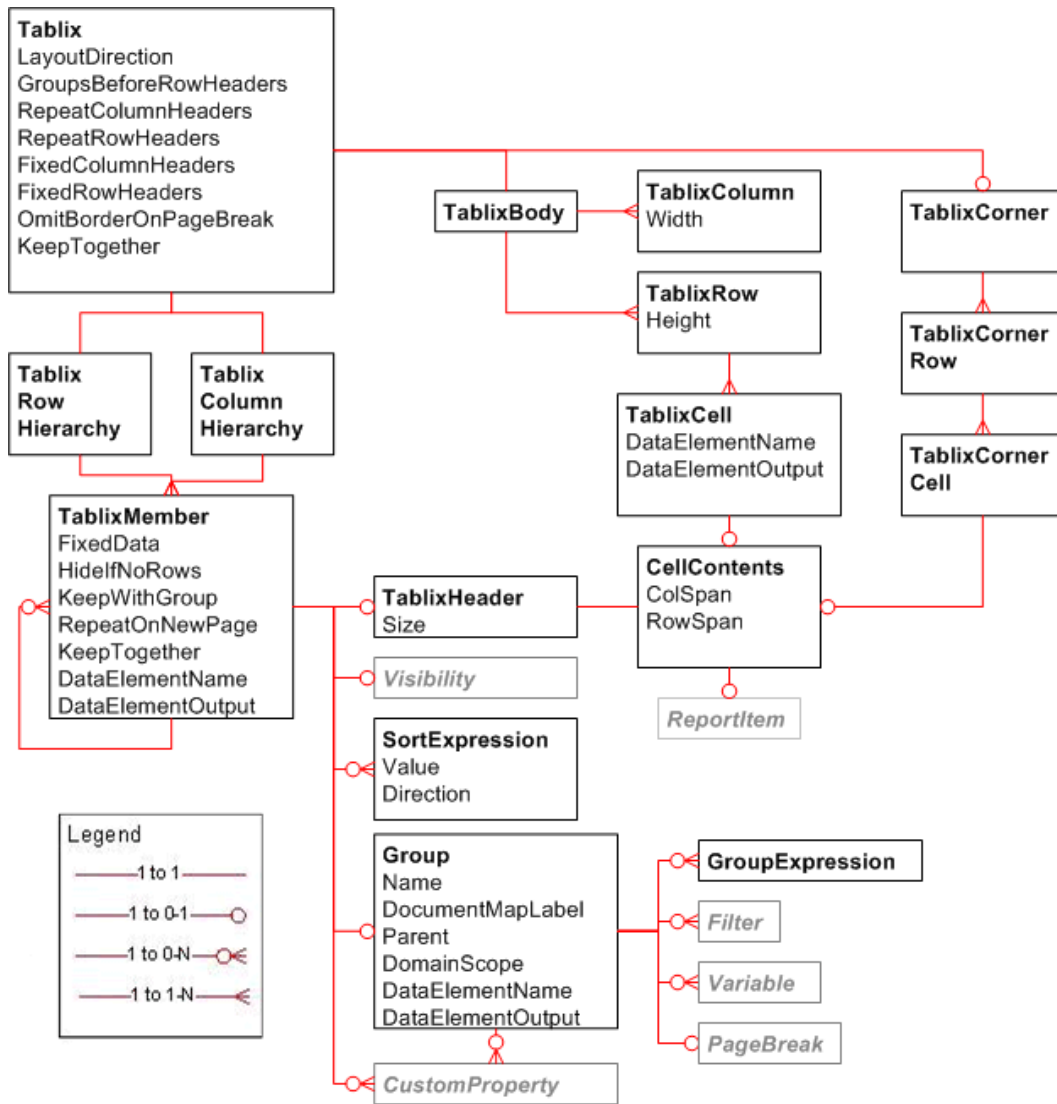 Tablix
LayoutDirection
GroupsBeforeRowHeaders
RepeatColumnHeaders
RepeatRowHeaders
FixedColumnHeaders
FixedRowHeaders
OmitBorderOnPageBreak
KeepTogether
TablixBody
TablixColumn
Width
TablixCorner
TablixRow
Height
TablixCorner
Row
Tablix
Row
Hierarchy
Tablix
Column
Hierarchy
TablixCell
DataElementName
DataElementOutput
TablixCorner
Cell
TablixMember
FixedData
HideIfNoRows
KeepWithGroup
RepeatOnNewPage
KeepTogether
DataElementName
DataElementOutput
TablixHeader
Size
CellContents
ColSpan
RowSpan
Visibility
ReportItem
SortExpression
Value
Direction
Legend
1 to 1
1 to 0-1
1 to 0-N
1 to 1-N
Group
Name
DocumentMapLabel
Parent
DomainScope
DataElementName
DataElementOutput
GroupExpression
Filter
Variable
PageBreak
CustomProperty